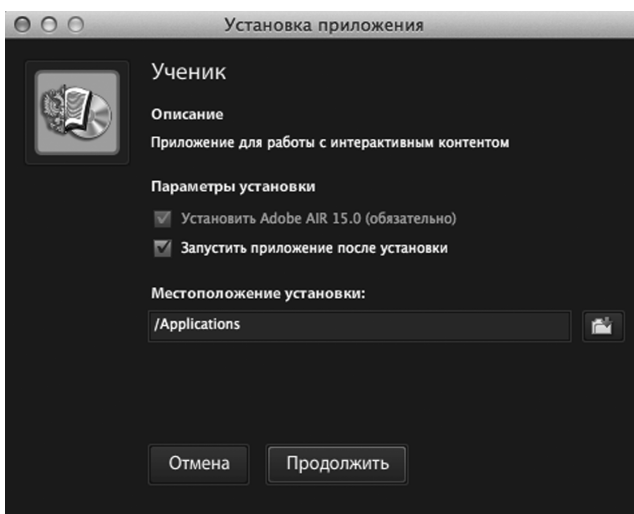 Установка приложения
Ученик
Описание
Приложение для работы с интерактивным контентом
Параметры установки
Установить Adobe AIR 15.0 (обязательно)
Запустить приложение после установки
Местоположение установки:
/Applications
Отмена
Продолжить